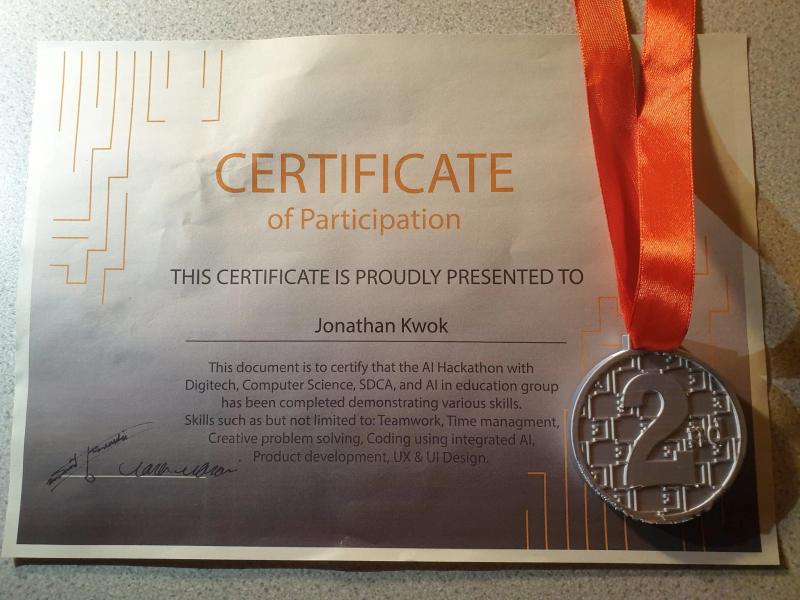 CERTIFICATE
of Participation
THIS CERTIFICATE IS PROUDLY PRESENTED TO
Jonathan Kwok
This document is to certify that the AI Hackathon with
Digitech, Computer Science, SDCA, and AI in education group
has been completed demonstrating various skills.
Skills such as but not limited to: Teamwork, Time managment,
Creative problem solving, Coding using integrated AI,
Product development, UX & UI Design.
2